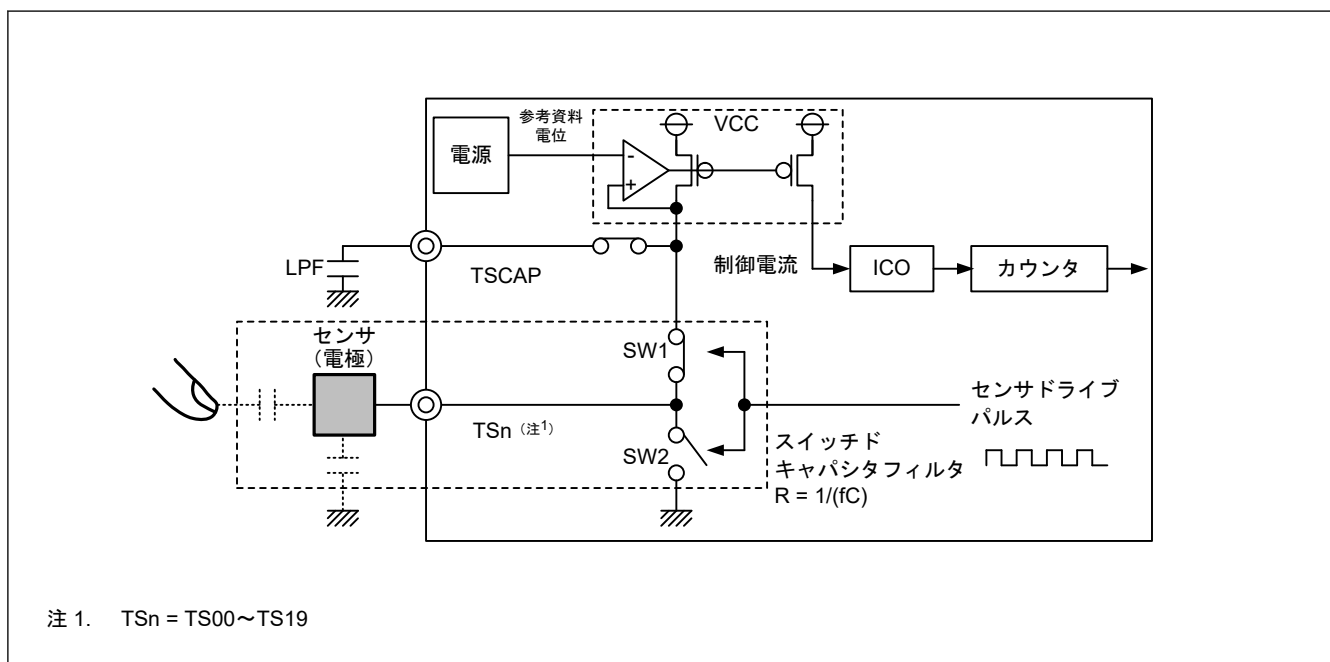 参考資料
電位
VCC
電源
-
+
LPF
TSCAP
制御電流
ICO
カウンタ
センサ
(電極)
SW1
TSn (注1)
SW2
センサドライブ
パルス
スイッチド
キャパシタフィルタ
R = 1/(fC)
注 1. TSn = TS00～TS19